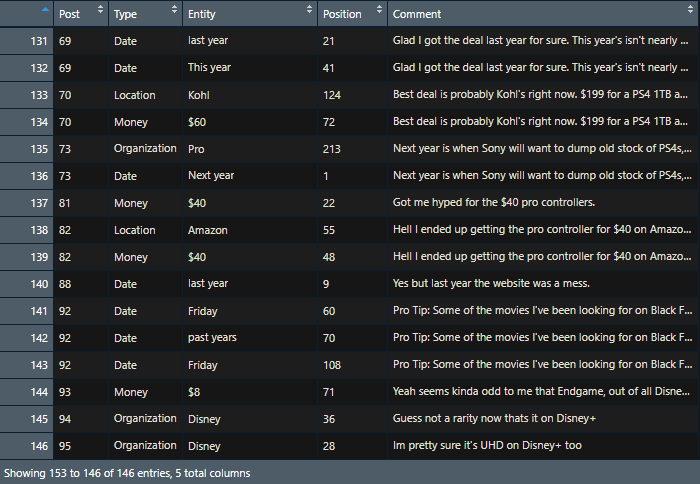 Post Type Entity Position Comment
131 69 Date last year 21 Glad I got the deal last year for sure. This year's isn't nearly ...
132 69 Date This year 41 Glad I got the deal last year for sure. This year's isn't nearly ...
133 70 Location Kohl 124 Best deal is probably Kohl's right now. $199 for a PS4 1TB a...
134 70 Money $60 72 Best deal is probably Kohl's right now. $199 for a PS4 1TB a...
135 73 Organization Pro 213 Next year is when Sony will want to dump old stock of PS4s,...
136 73 Date Next year 1 Next year is when Sony will want to dump old stock of PS4s,...
137 81 Money $40 22 Got me hyped for the $40 pro controllers.
138 82 Location Amazon 55 Hell I ended up getting the pro controller for $40 on Amazo...
139 82 Money $40 48 Hell I ended up getting the pro controller for $40 on Amazo...
140 88 Date last year 9 Yes but last year the website was a mess.
141 92 Date Friday 60 Pro Tip: Some of the movies I've been looking for on Black F...
142 92 Date past years 70 Pro Tip: Some of the movies I've been looking for on Black F...
143 92 Date Friday 108 Pro Tip: Some of the movies I've been looking for on Black F...
144 93 Money $8 71 Yeah seems kinda odd to me that Endgame, out of all Disne...
145 94 Organization Disney 36 Guess not a rarity now thats it on Disney+
146 95 Organization Disney 28 Im pretty sure it's UHD on Disney+ too
Showing 153 to 146 of 146 entries, 5 total columns